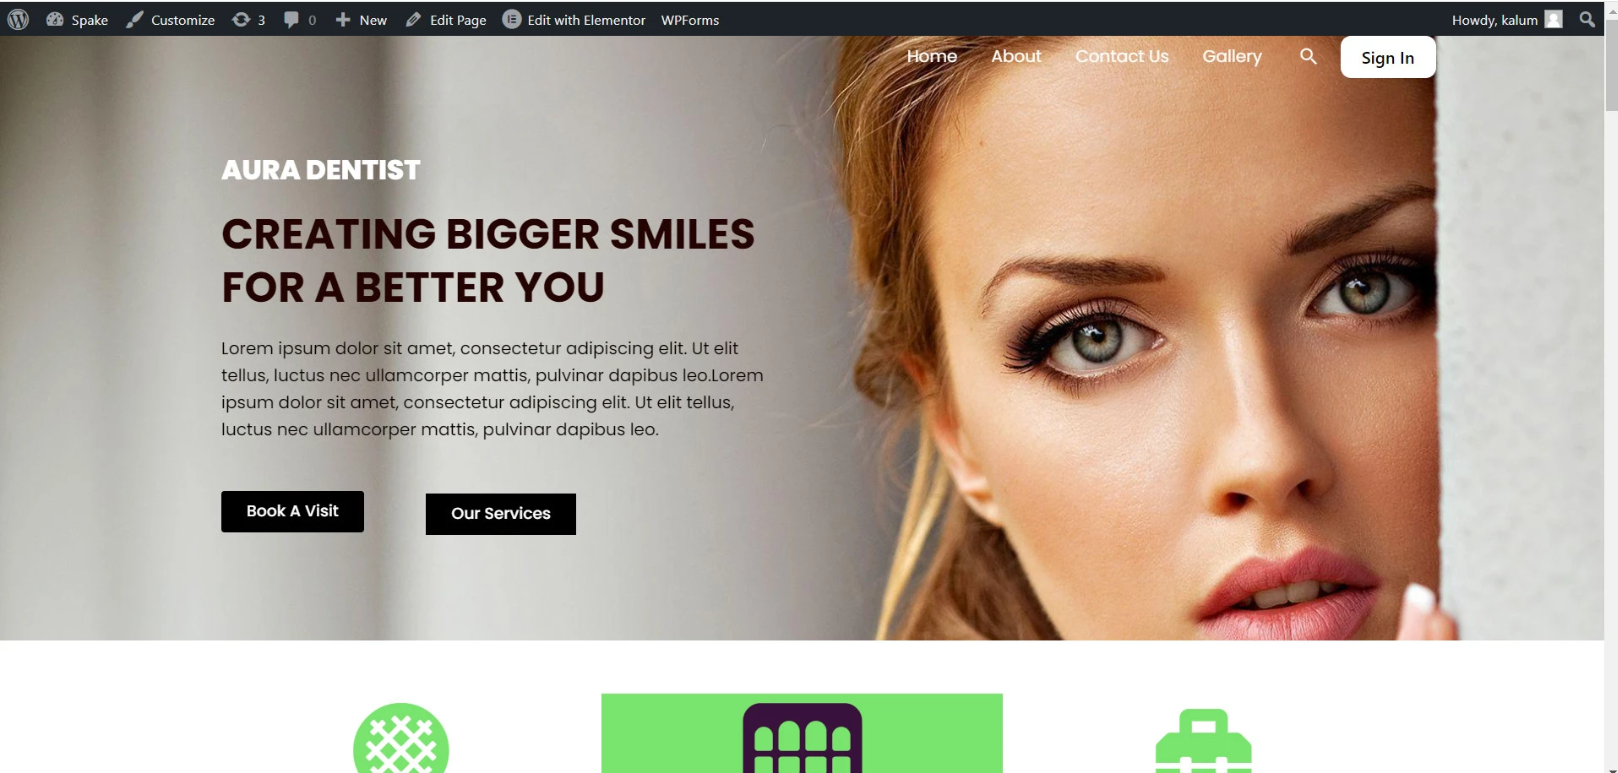 Spake Customize 3 0 New Edit Page Edit with Elementor WPForms Howdy, kalum
Home About Contact Us Gallery Sign In
AURA DENTIST
CREATING BIGGER SMILES
FOR A BETTER YOU
Lorem ipsum dolor sit amet, consectetur adipiscing elit. Ut elit
tellus, luctus nec ullamcorper mattis, pulvinar dapibus leo.Lorem
ipsum dolor sit amet, consectetur adipiscing elit. Ut elit tellus,
luctus nec ullamcorper mattis, pulvinar dapibus leo.
Book A Visit Our Services